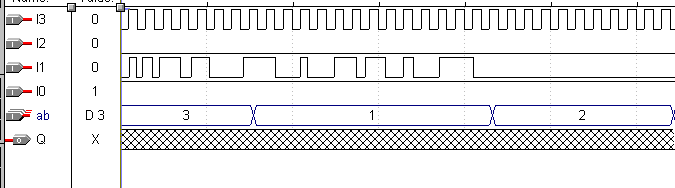 Name: Value:
I3 0
I2 0
I1 0
I0 1
ab D 3 3 1 2
Q X